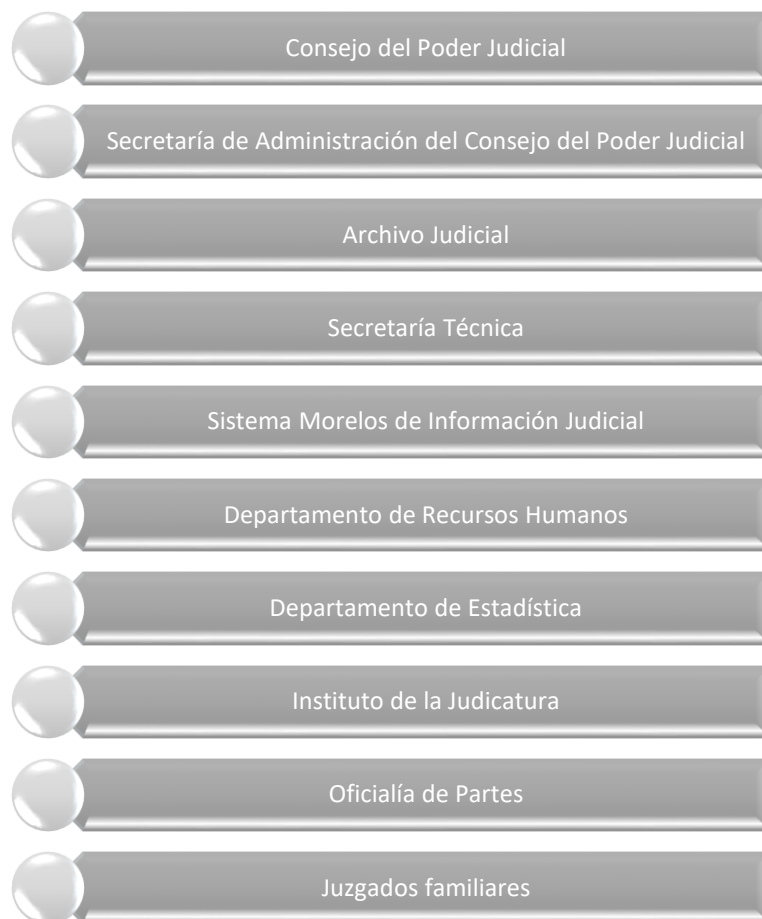 Consejo del Poder Judicial
Secretaría de Administración del Consejo del Poder Judicial
Archivo Judicial
Secretaría Técnica
Sistema Morelos de Información Judicial
Departamento de Recursos Humanos
Departamento de Estadística
Instituto de la Judicatura
Oficialía de Partes
Juzgados familiares